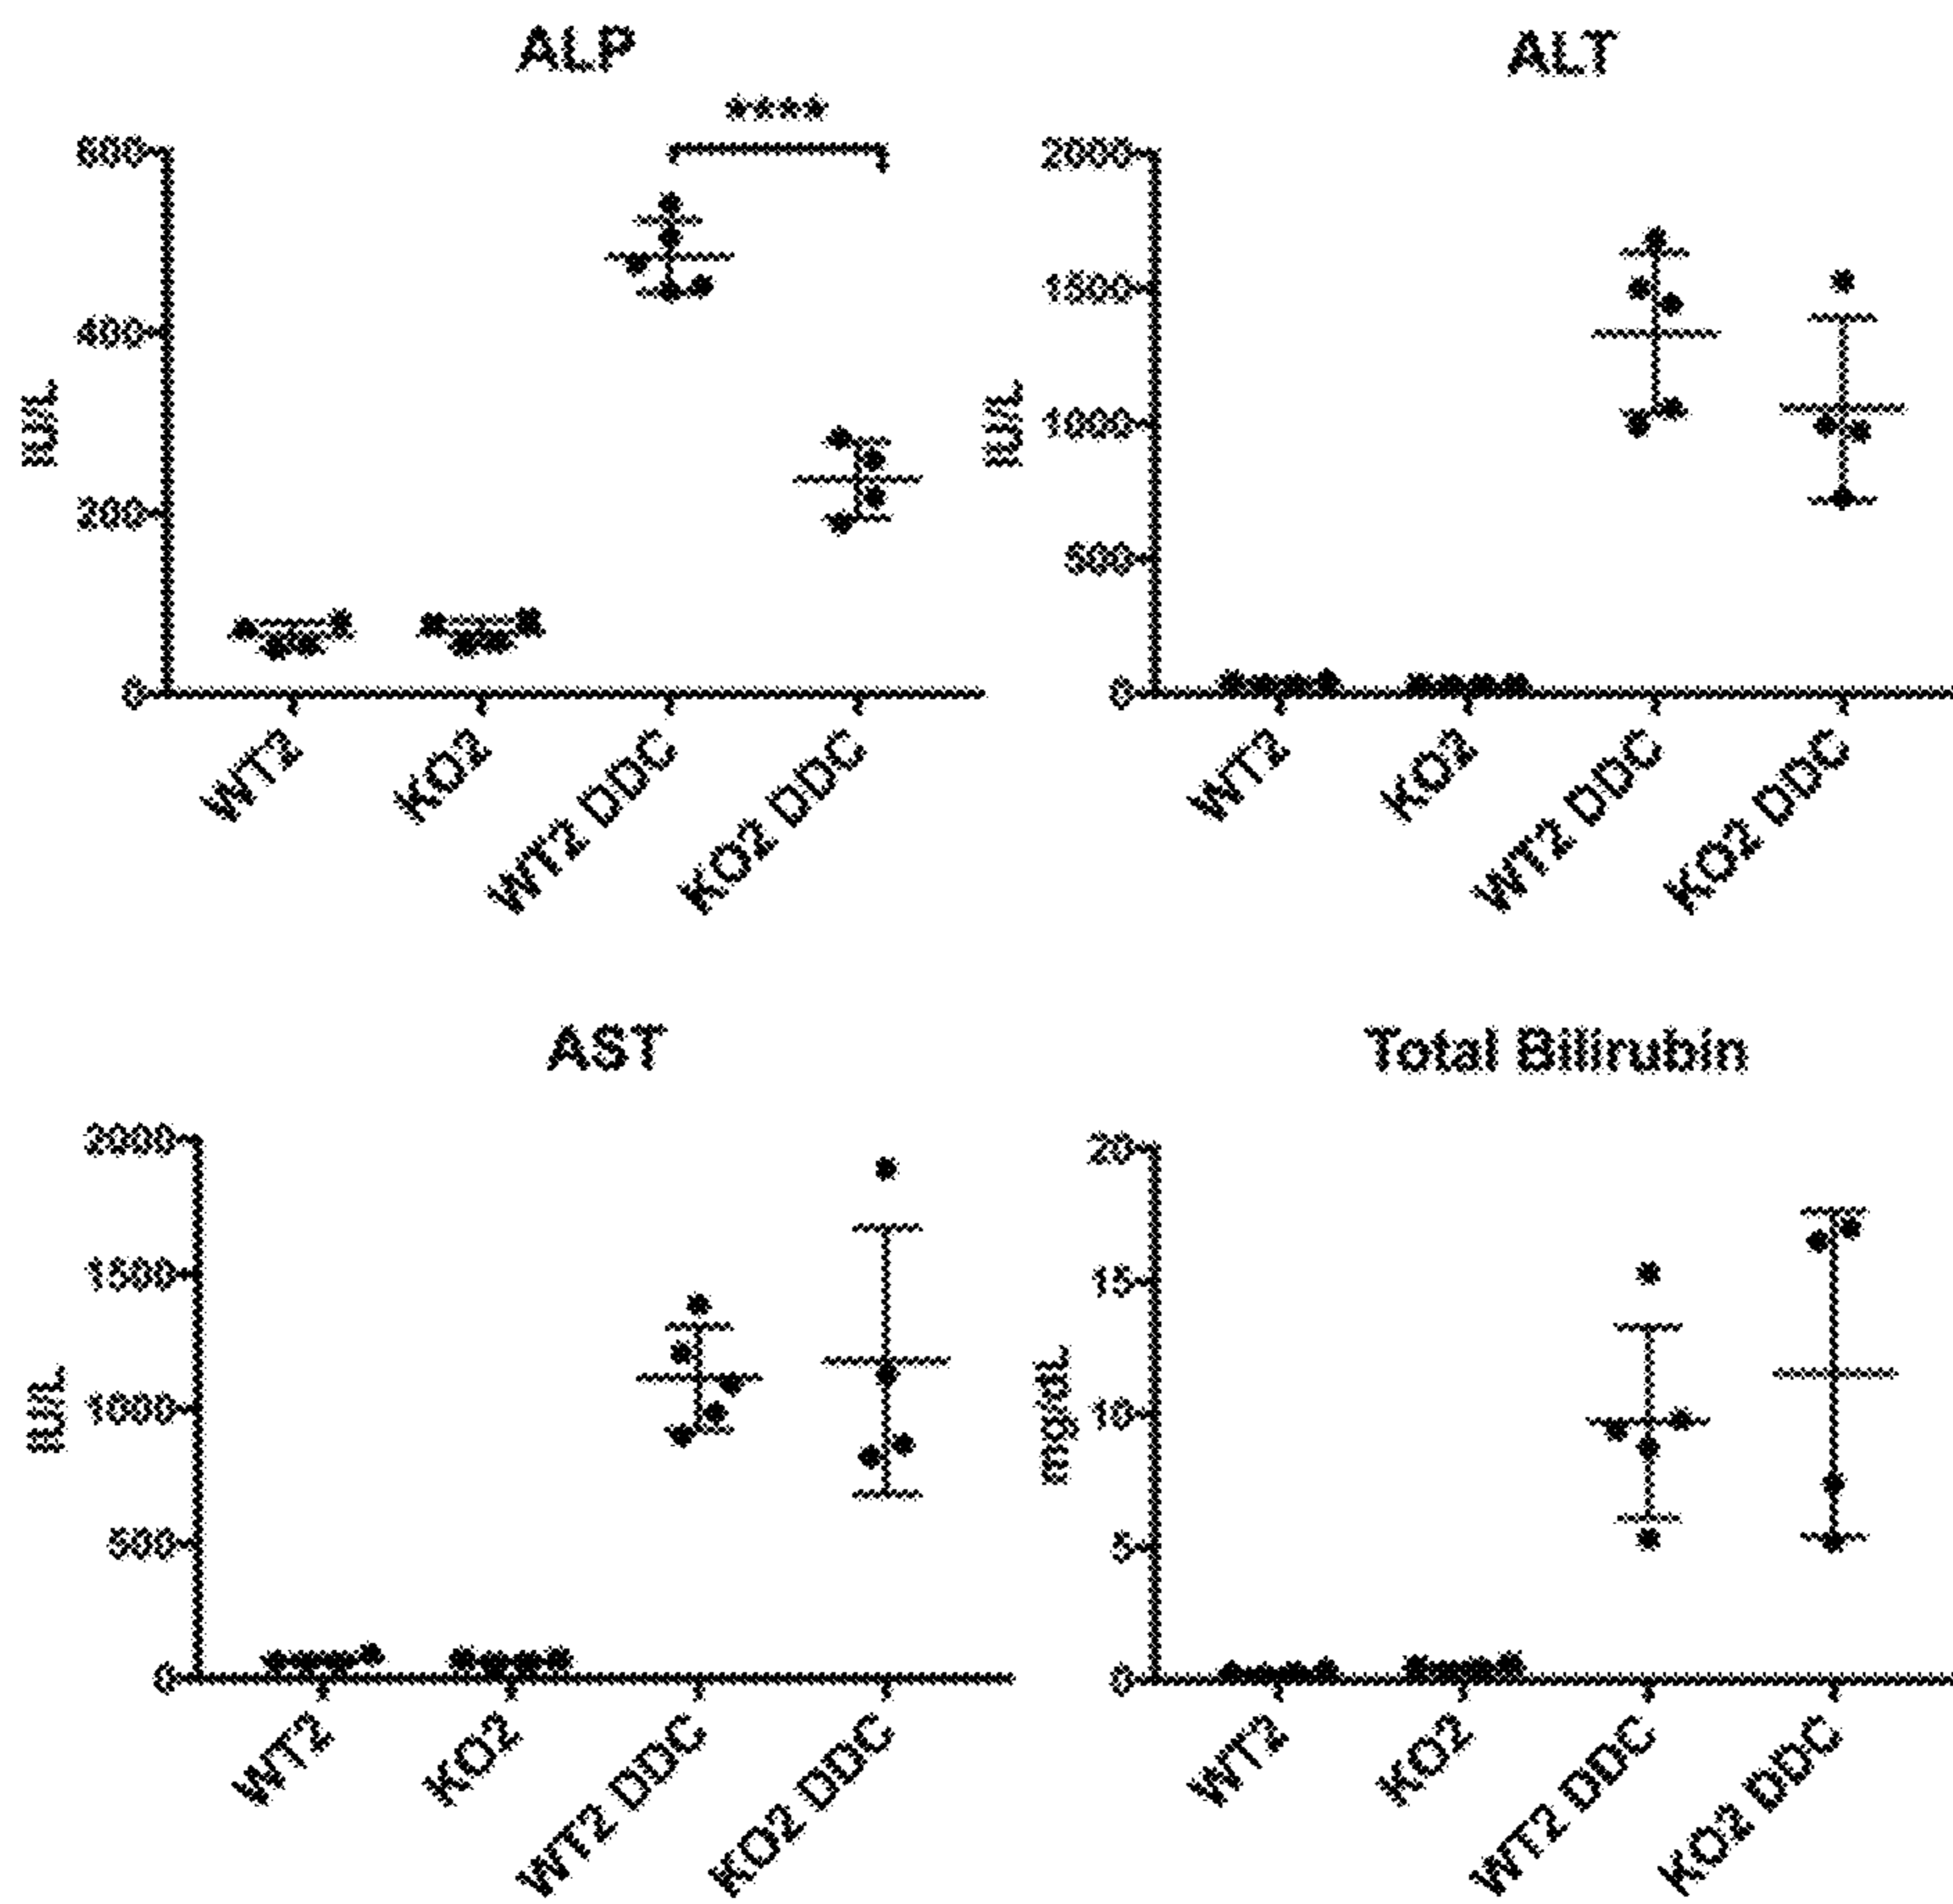 ALP
****
600
400
200
0
IU/L
WT2
KO2
WT2 DDC
KO2 DDC
ALT
2000
1500
1000
500
0
IU/L
WT2
KO2
WT2 DDC
KO2 DDC
AST
2000
1500
1000
500
0
IU/L
WT2
KO2
WT2 DDC
KO2 DDC
Total Bilirubin
20
15
10
5
0
mg/dL
WT2
KO2
WT2 DDC
KO2 DDC